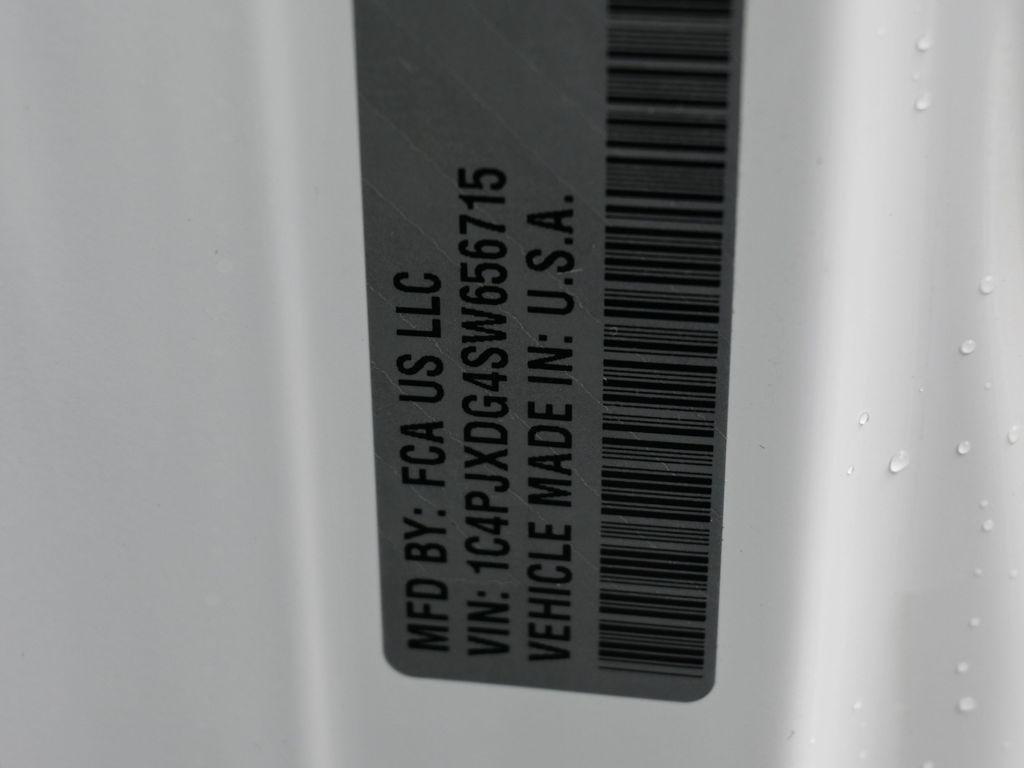 MFD BY: FCA US LLC
VIN: 1C4PJXDG4SW656715
VEHICLE MADE IN: U.S.A.